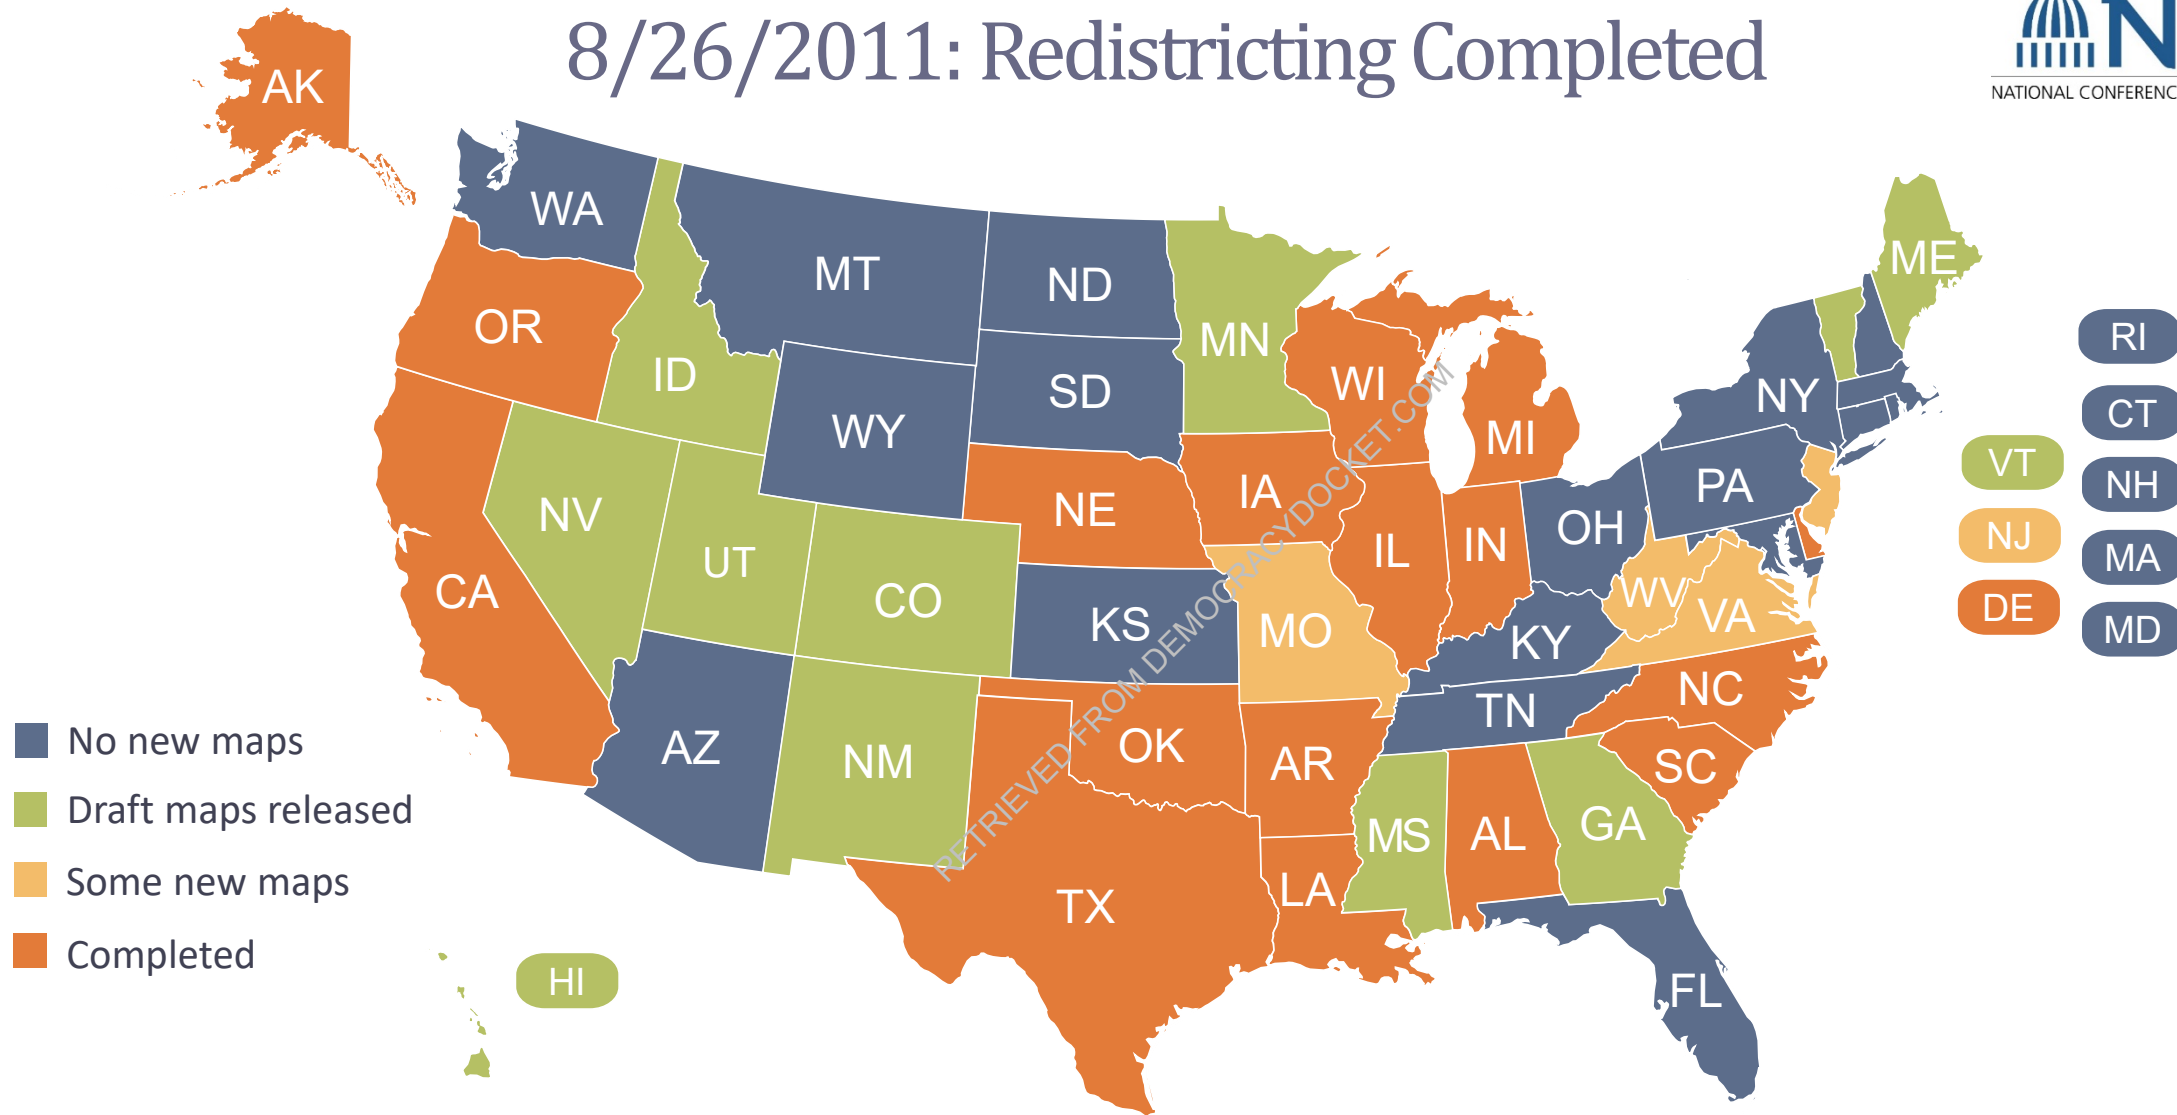 8/26/2011: Redistricting Completed
N
NATIONAL CONFERENC
AK
WA
MT
ND
MN
ME
OR
ID
WY
SD
WI
MI
NY
RI
CT
NH
MA
MD
VT
NJ
DE
NV
UT
CO
NE
IA
IL
IN
OH
PA
CA
KS
MO
KY
WV
VA
AZ
NM
OK
AR
TN
NC
SC
TX
LA
MS
AL
GA
FL
HI
No new maps
Draft maps released
Some new maps
Completed
RETRIEVED FROM DEMOCRACYDOCKET.COM